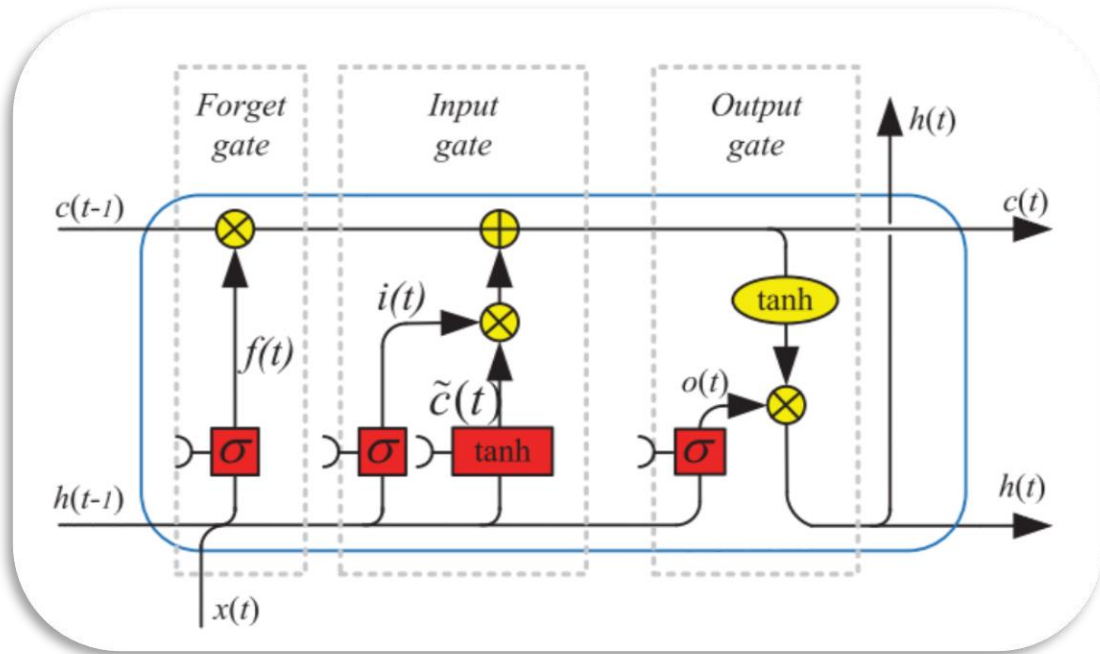 Forget
gate
Input
gate
Output
gate
h(t)
c(t-1)
c(t)
i(t)
tanh
f(t)
c̃(t)
o(t)
σ
σ
tanh
σ
h(t-1)
h(t)
x(t)